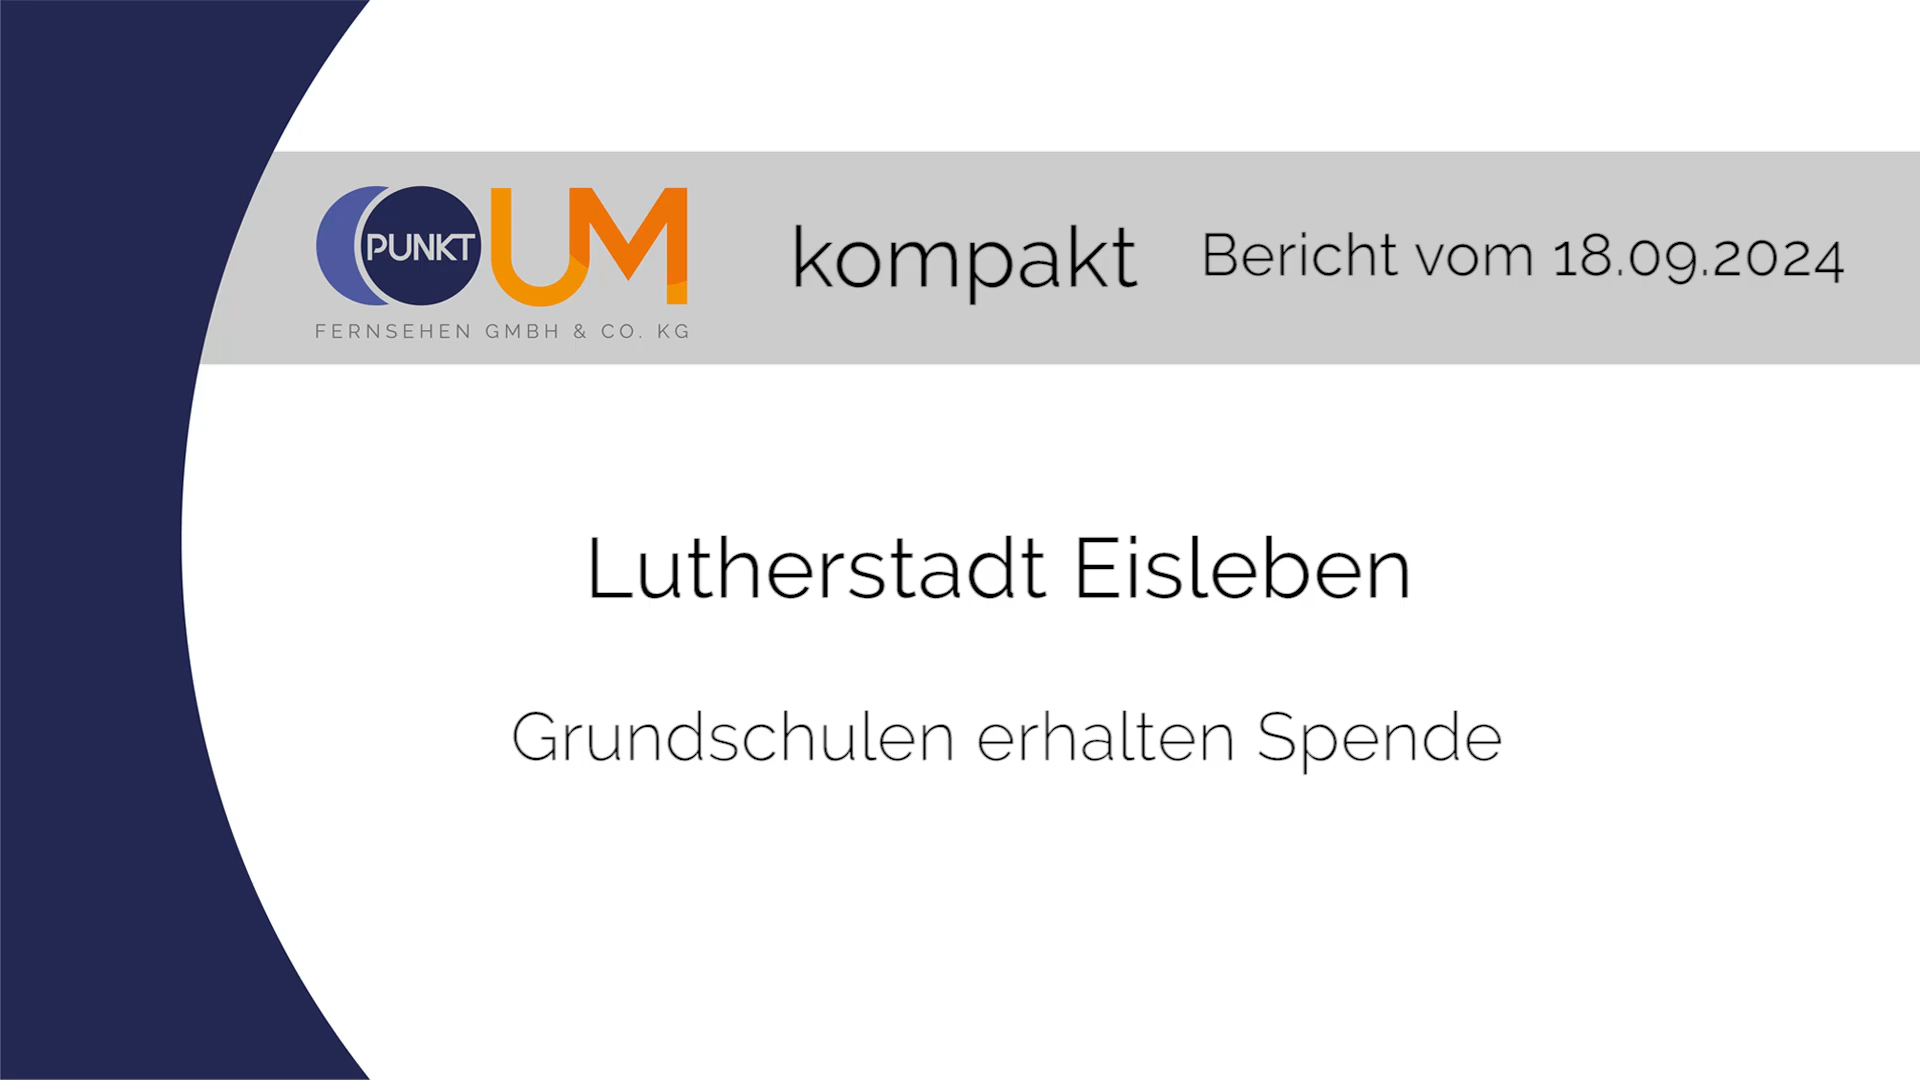 PUNKT UM
FERNSEHEN GMBH & CO. KG
kompakt
Bericht vom 18.09.2024
Lutherstadt Eisleben
Grundschulen erhalten Spende